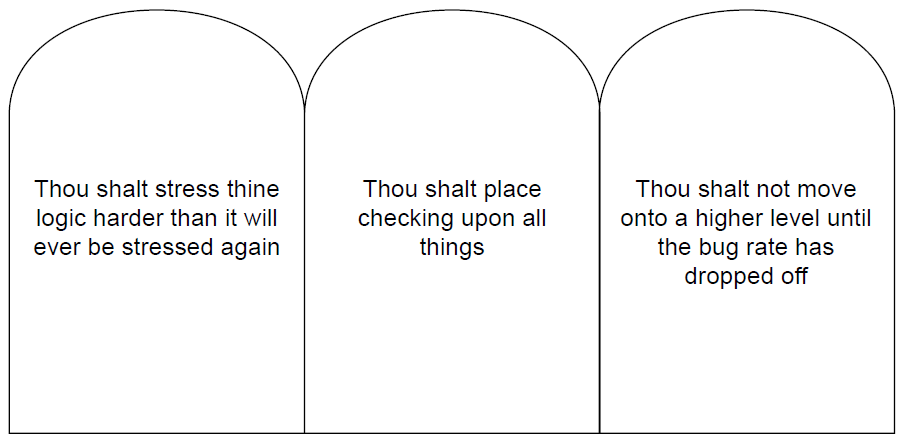 Thou shalt stress thine
logic harder than it will
ever be stressed again
Thou shalt place
checking upon all
things
Thou shalt not move
onto a higher level until
the bug rate has
dropped off